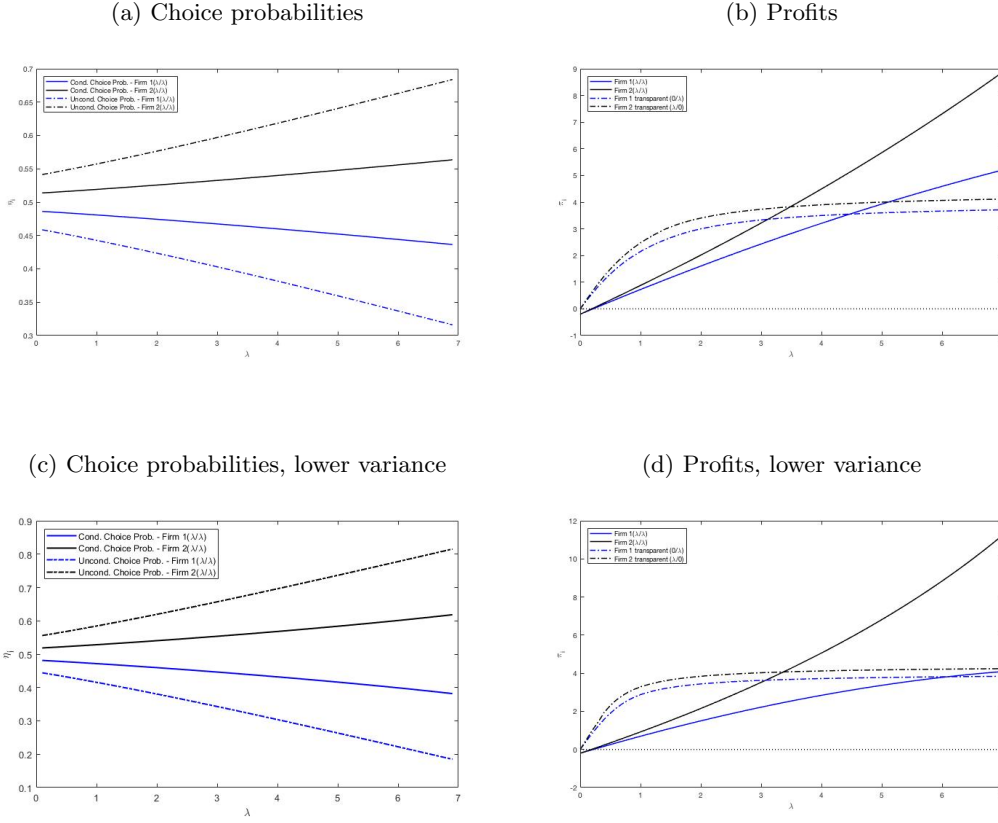 (a) Choice probabilities
(b) Profits
Cond. Choice Prob. - Firm 1(λ/λ)
Cond. Choice Prob. - Firm 2(λ/λ)
Uncond. Choice Prob. - Firm 1(λ/λ)
Uncond. Choice Prob. - Firm 2(λ/λ)
0.7
0.65
0.6
0.55
0.5
0.45
0.4
0.35
0.3
η_i
0 1 2 3 4 5 6 7
λ
Firm 1(λ/λ)
Firm 2(λ/λ)
Firm 1 transparent (0/λ)
Firm 2 transparent (λ/0)
9
8
7
6
5
4
3
2
1
0
-1
π_i
0 1 2 3 4 5 6
λ
(c) Choice probabilities, lower variance
(d) Profits, lower variance
Cond. Choice Prob. - Firm 1(λ/λ)
Cond. Choice Prob. - Firm 2(λ/λ)
Uncond. Choice Prob. - Firm 1(λ/λ)
Uncond. Choice Prob. - Firm 2(λ/λ)
0.9
0.8
0.7
0.6
0.5
0.4
0.3
0.2
0.1
η_i
0 1 2 3 4 5 6 7
λ
Firm 1(λ/λ)
Firm 2(λ/λ)
Firm 1 transparent (0/λ)
Firm 2 transparent (λ/0)
12
10
8
6
4
2
0
-2
π_i
0 1 2 3 4 5 6
λ